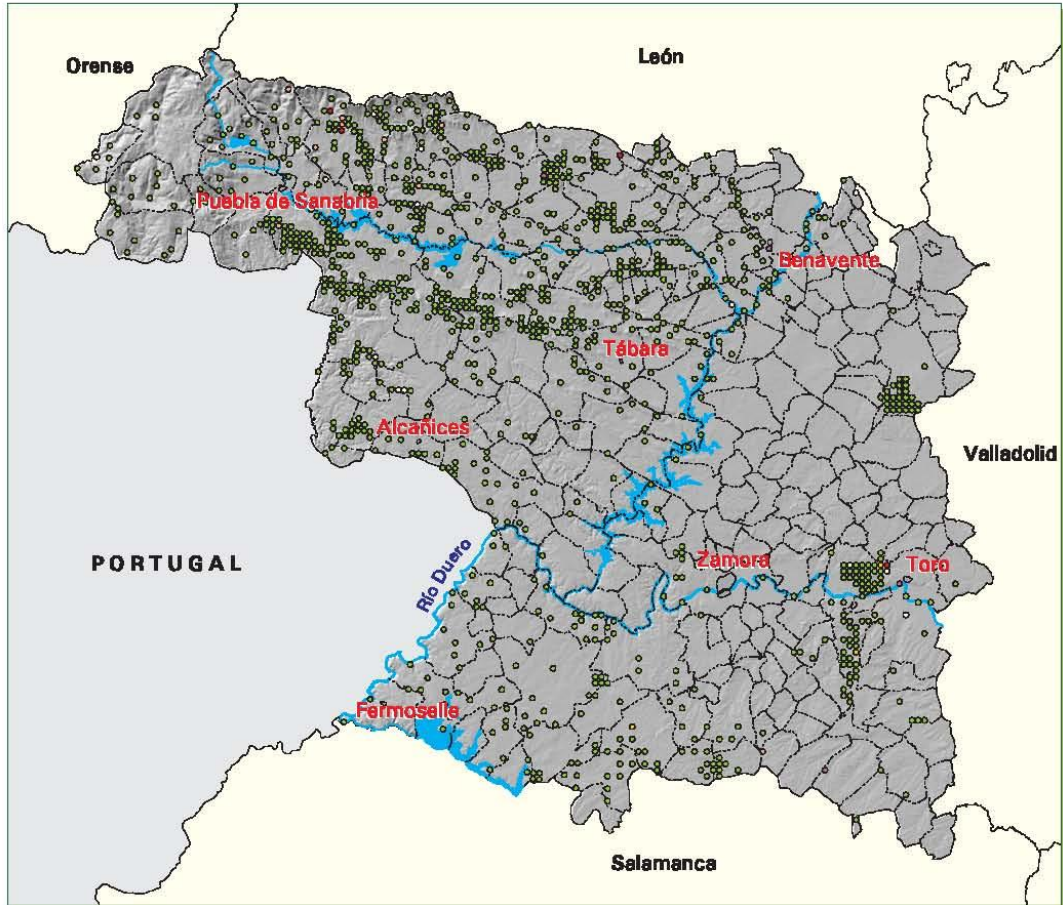 Orense
León
Puebla de Sanabria
Benavente
Tábara
Alcañices
Valladolid
PORTUGAL
Zamora
Toro
Río Duero
Fermoselle
Salamanca